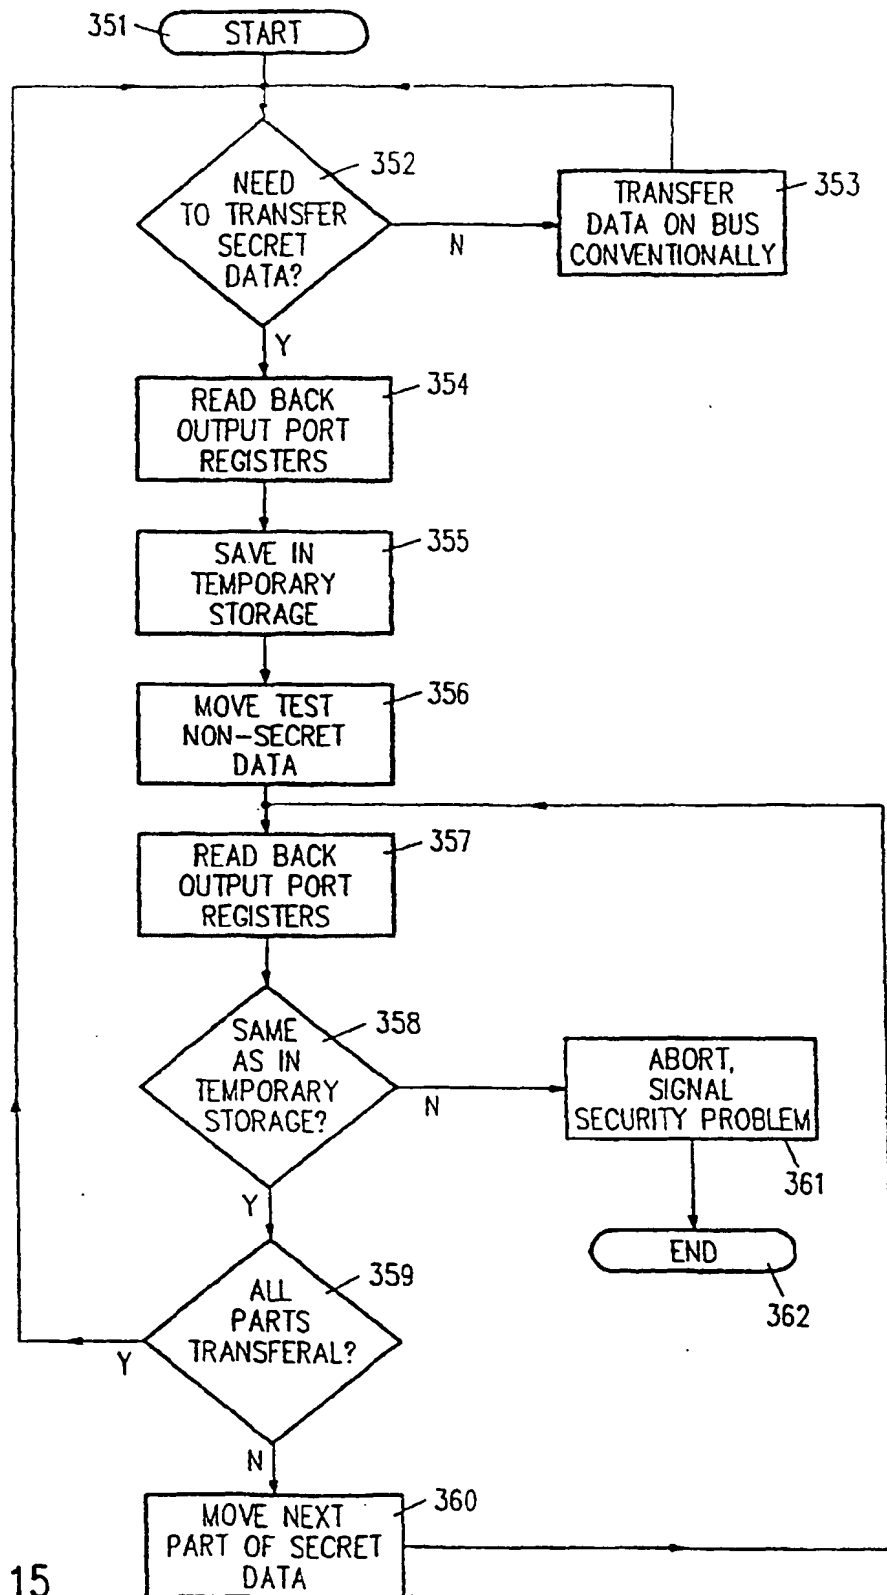 351
START
352
NEED
TO TRANSFER
SECRET
DATA?
N
TRANSFER
DATA ON BUS
CONVENTIONALLY
353
Y
READ BACK
OUTPUT PORT
REGISTERS
354
SAVE IN
TEMPORARY
STORAGE
355
MOVE TEST
NON-SECRET
DATA
356
READ BACK
OUTPUT PORT
REGISTERS
357
SAME
AS IN
TEMPORARY
STORAGE?
358
N
ABORT,
SIGNAL
SECURITY PROBLEM
361
END
362
Y
ALL
PARTS
TRANSFERAL?
359
Y
N
MOVE NEXT
PART OF SECRET
DATA
360
15